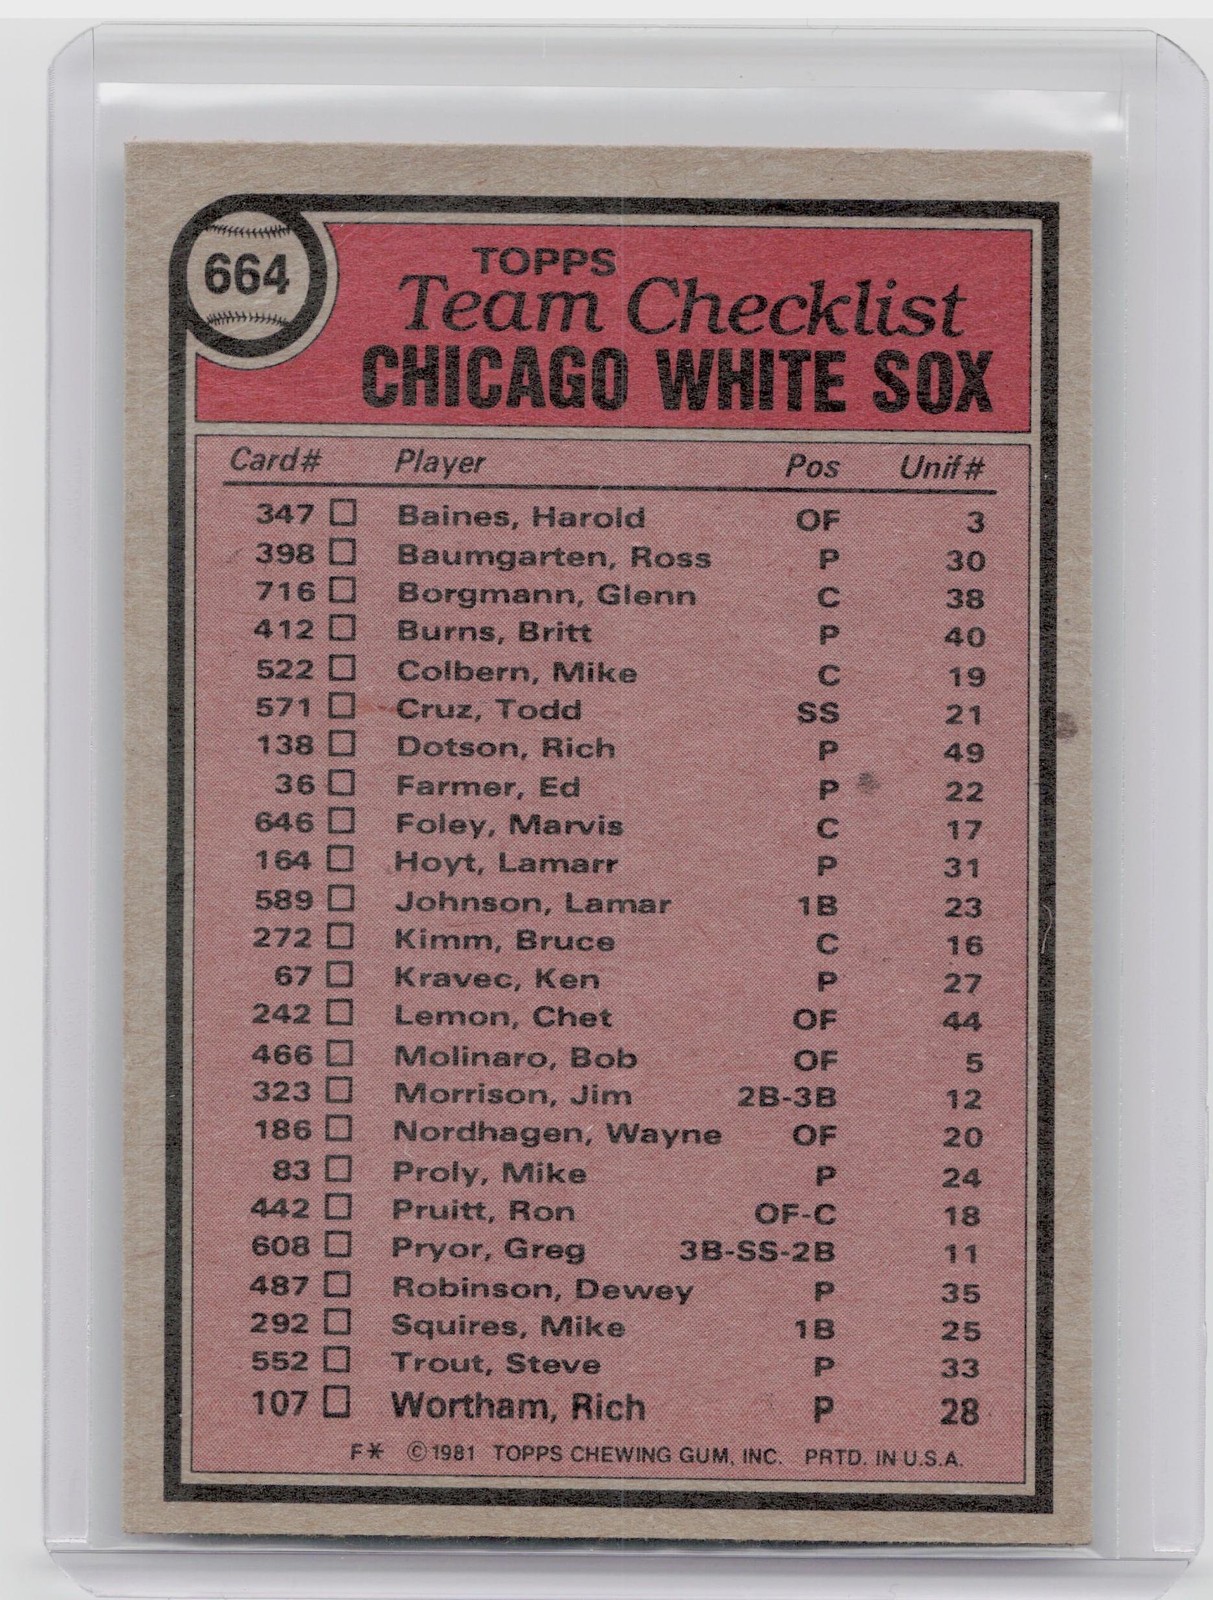 664
TOPPS
Team Checklist
CHICAGO WHITE SOX
Card# Player Pos Unif#
347 Baines, Harold OF 3
398 Baumgarten, Ross P 30
716 Borgmann, Glenn C 38
412 Burns, Britt P 40
522 Colbern, Mike C 19
571 Cruz, Todd SS 21
138 Dotson, Rich P 49
36 Farmer, Ed P 22
646 Foley, Marvis C 17
164 Hoyt, Lamarr P 31
589 Johnson, Lamar 1B 23
272 Kimm, Bruce C 16
67 Kravec, Ken P 27
242 Lemon, Chet OF 44
466 Molinaro, Bob OF 5
323 Morrison, Jim 2B-3B 12
186 Nordhagen, Wayne OF 20
83 Proly, Mike P 24
442 Pruitt, Ron OF-C 18
608 Pryor, Greg 3B-SS-2B 11
487 Robinson, Dewey P 35
292 Squires, Mike 1B 25
552 Trout, Steve P 33
107 Wortham, Rich P 28
F* ©1981 TOPPS CHEWING GUM, INC. PRTD. IN U.S.A.